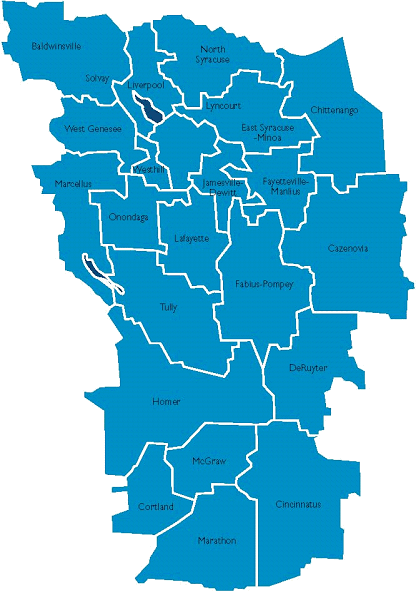 Baldwinsville
North
Syracuse
Solvay
Liverpool
Lyncourt
Chittenango
West Genesee
East Syracuse
-Minoa
Westhill
Marcellus
Jamesville-
Dewitt
Fayetteville-
Manlius
Onondaga
Lafayette
Cazenovia
Fabius-Pompey
Tully
DeRuyter
Homer
McGraw
Cortland
Cincinnatus
Marathon